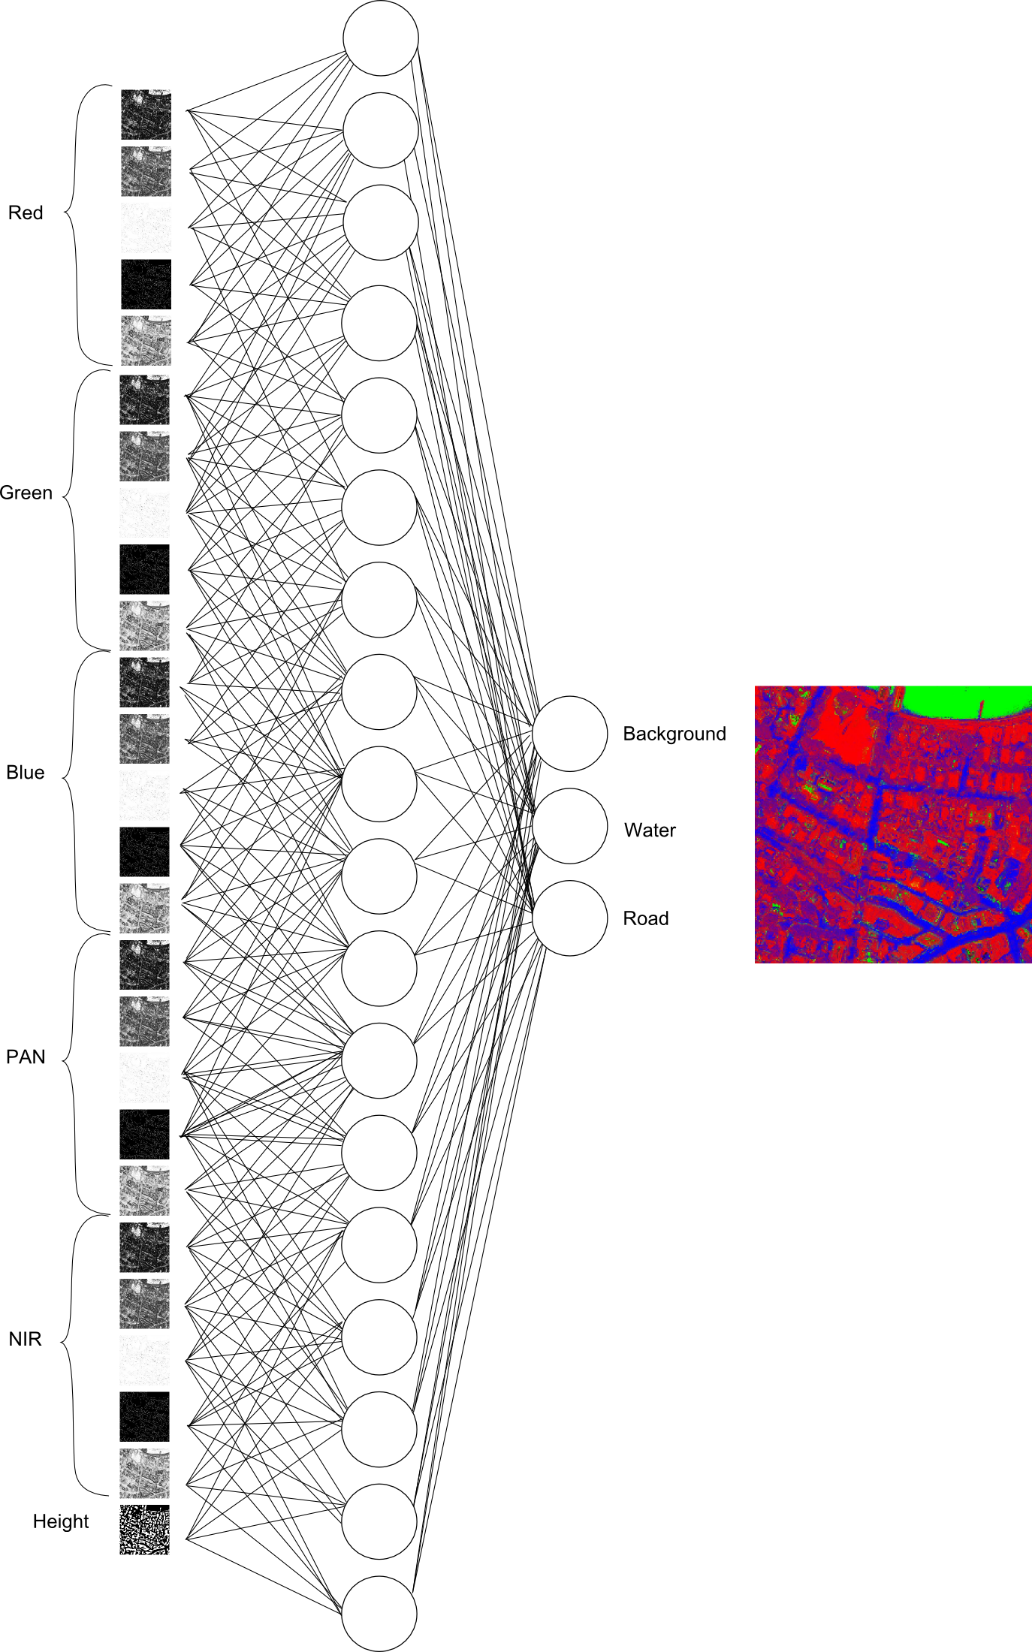 Red
Green
Blue
PAN
NIR
Height
Background
Water
Road